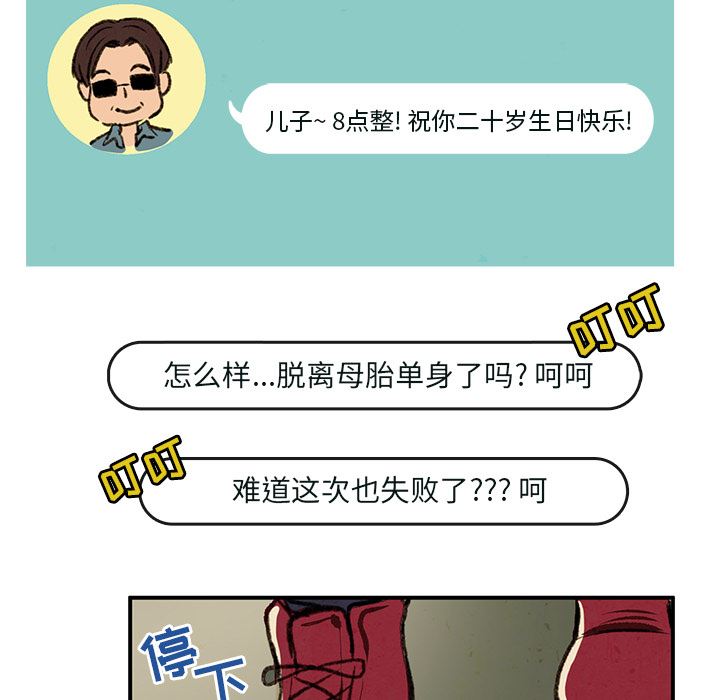 儿子~ 8点整! 祝你二十岁生日快乐!
叮叮
怎么样...脱离母胎单身了吗? 呵呵
叮叮
难道这次也失败了??? 呵
停下